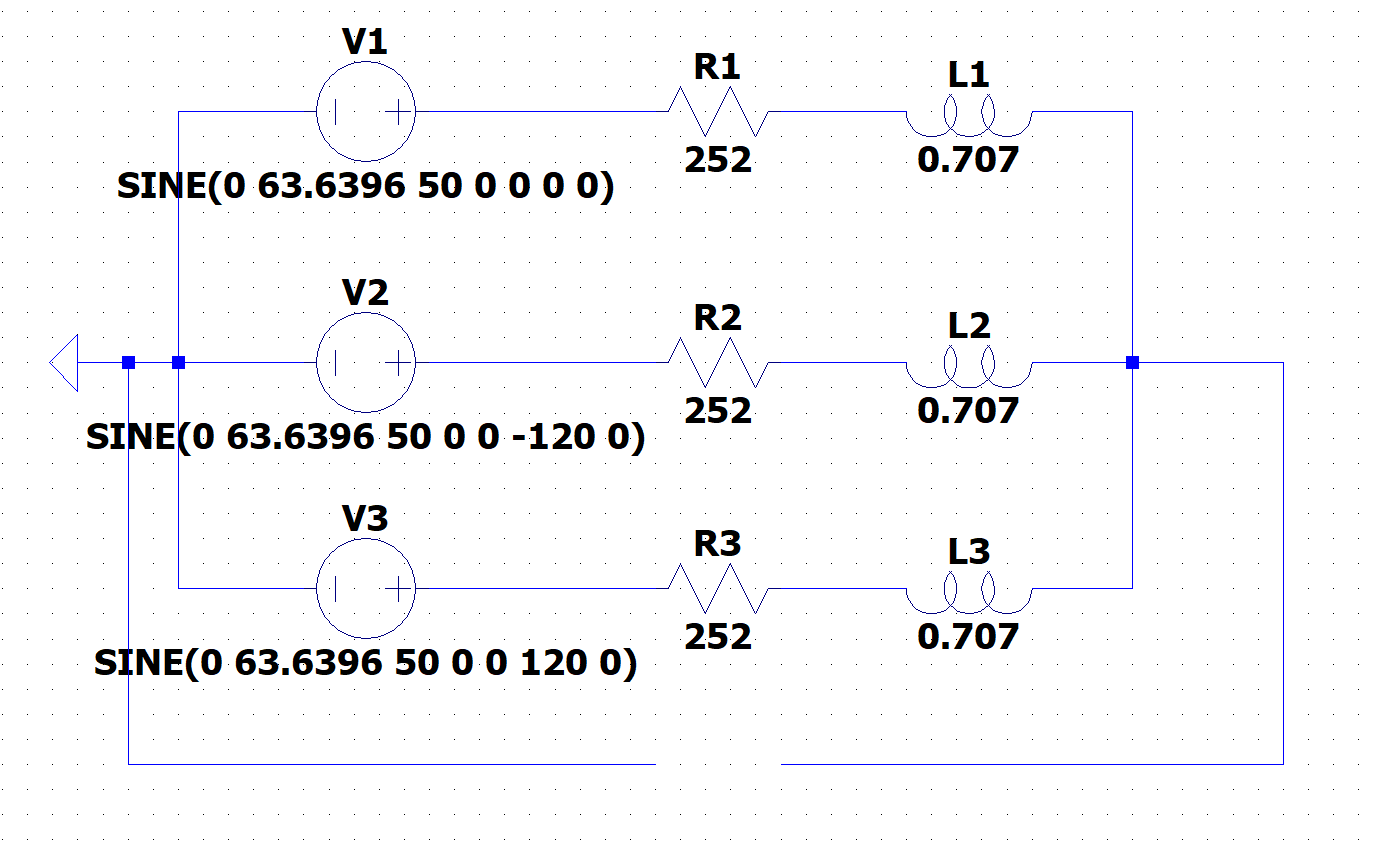 V1
R1
L1
252
0.707
SINE(0 63.6396 50 0 0 0 0)
V2
R2
L2
252
0.707
SINE(0 63.6396 50 0 0 -120 0)
V3
R3
L3
252
0.707
SINE(0 63.6396 50 0 0 120 0)